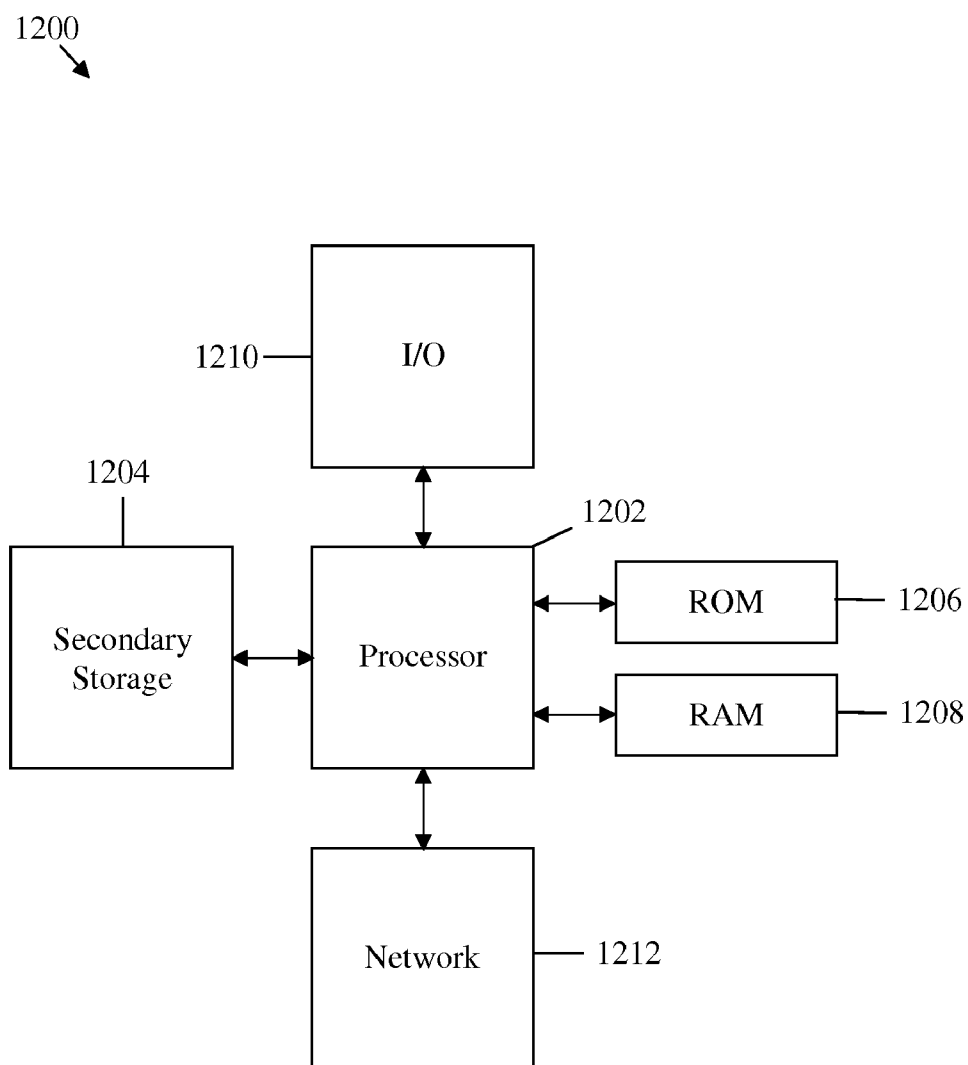 1200
I/O
1210
1204
1202
Secondary
Storage
Processor
ROM
1206
RAM
1208
Network
1212